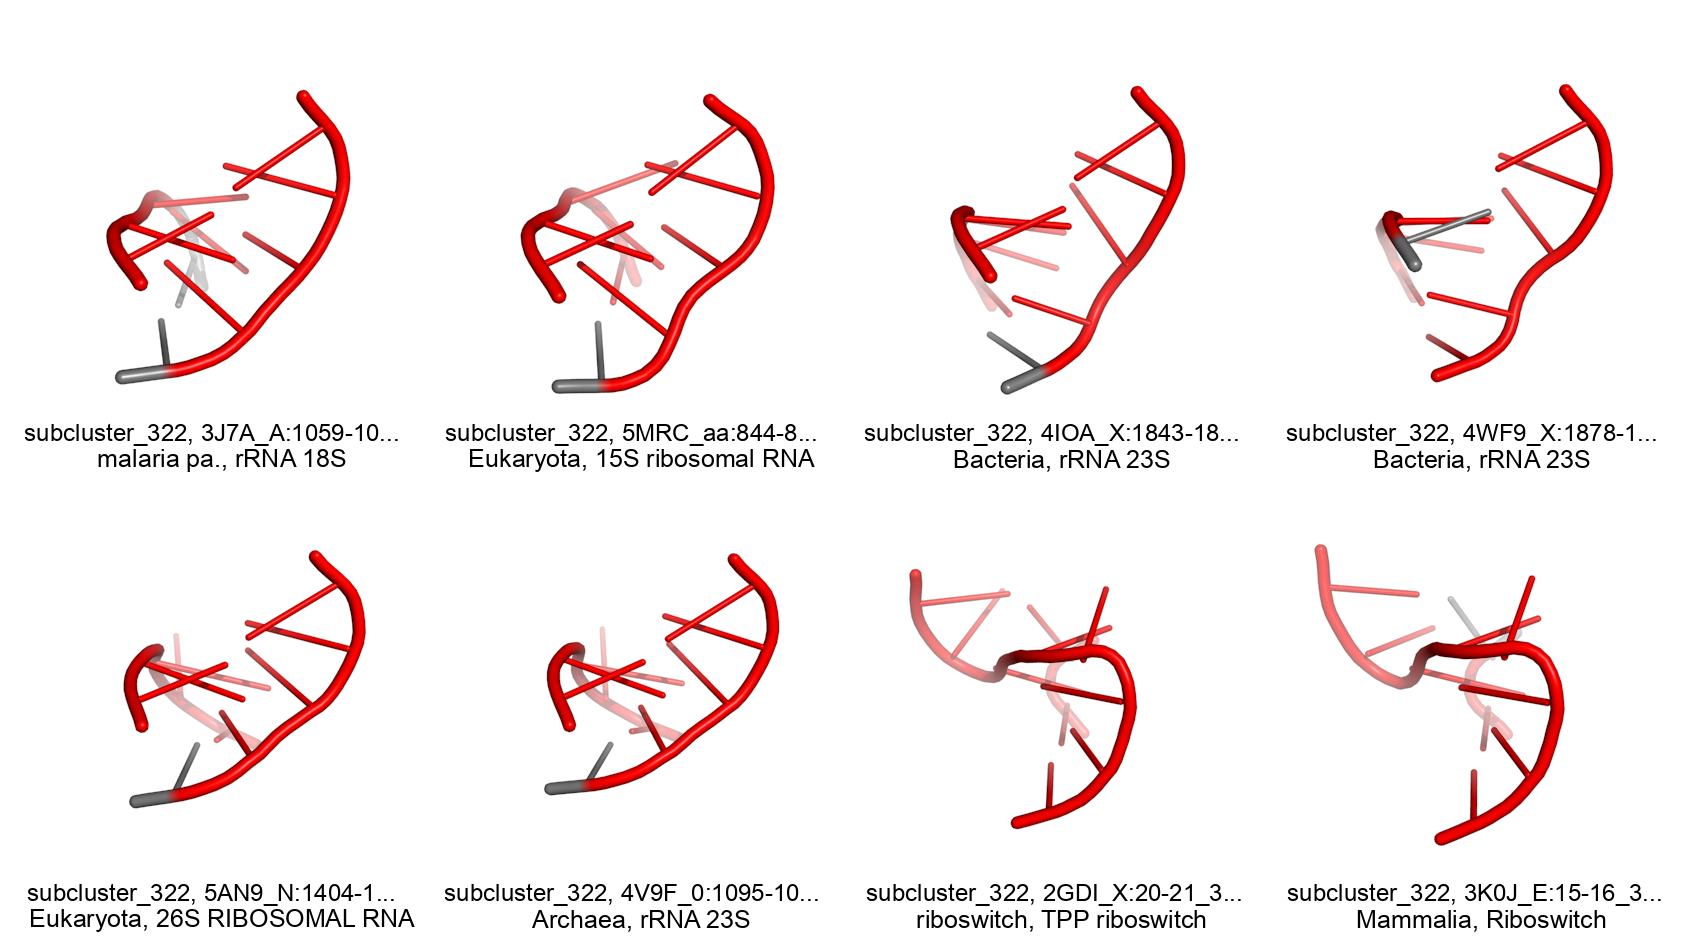 subcluster_322, 3J7A_A:1059-10...
malaria pa., rRNA 18S
subcluster_322, 5MRC_aa:844-8...
Eukaryota, 15S ribosomal RNA
subcluster_322, 4IOA_X:1843-18...
Bacteria, rRNA 23S
subcluster_322, 4WF9_X:1878-1...
Bacteria, rRNA 23S
subcluster_322, 5AN9_N:1404-1...
Eukaryota, 26S RIBOSOMAL RNA
subcluster_322, 4V9F_0:1095-10...
Archaea, rRNA 23S
subcluster_322, 2GDI_X:20-21_3...
riboswitch, TPP riboswitch
subcluster_322, 3K0J_E:15-16_3...
Mammalia, Riboswitch